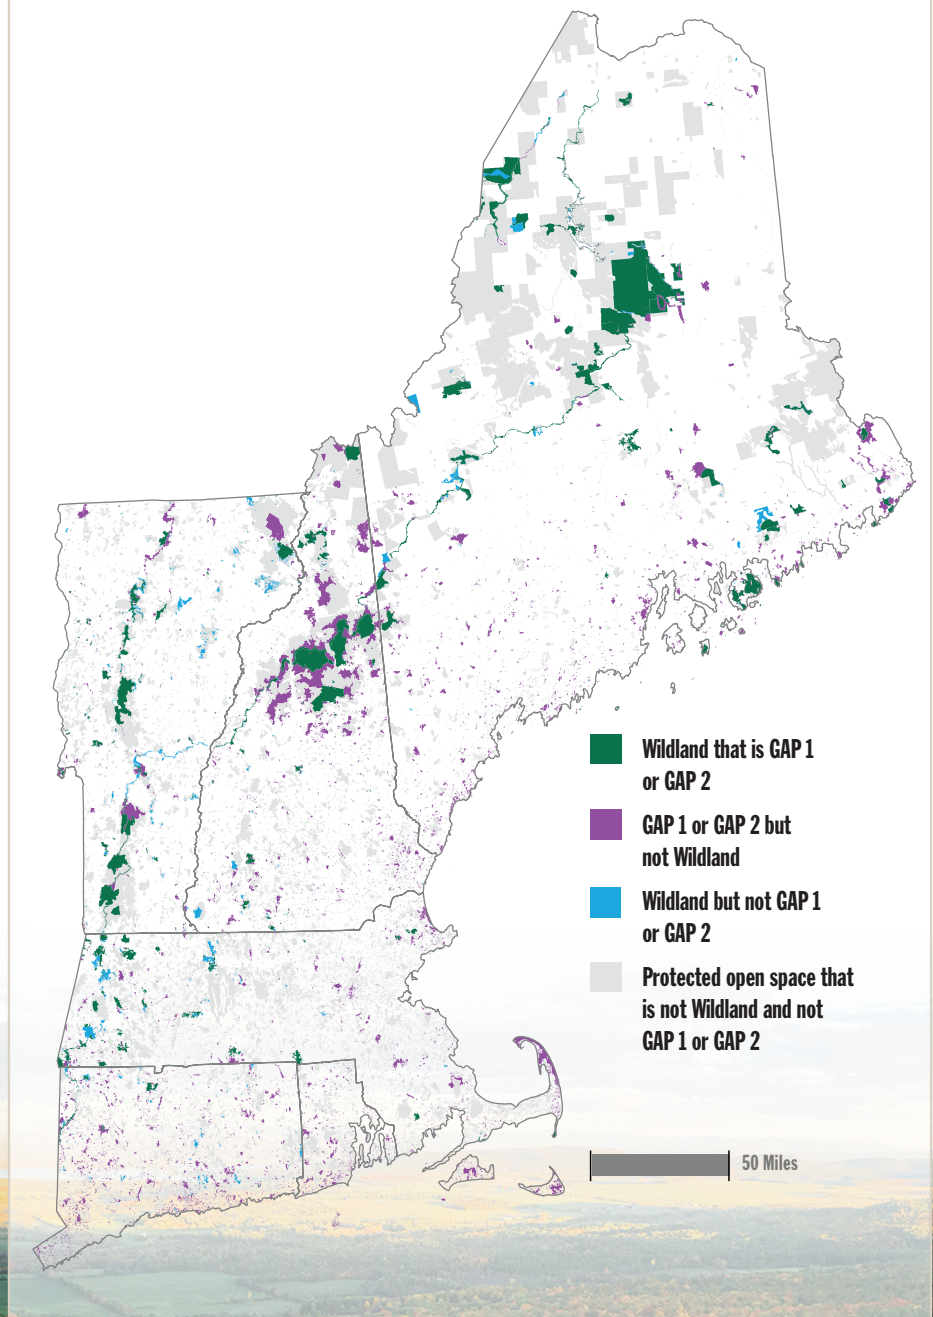 Wildland that is GAP 1
or GAP 2
GAP 1 or GAP 2 but
not Wildland
Wildland but not GAP 1
or GAP 2
Protected open space that
is not Wildland and not
GAP 1 or GAP 2
50 Miles